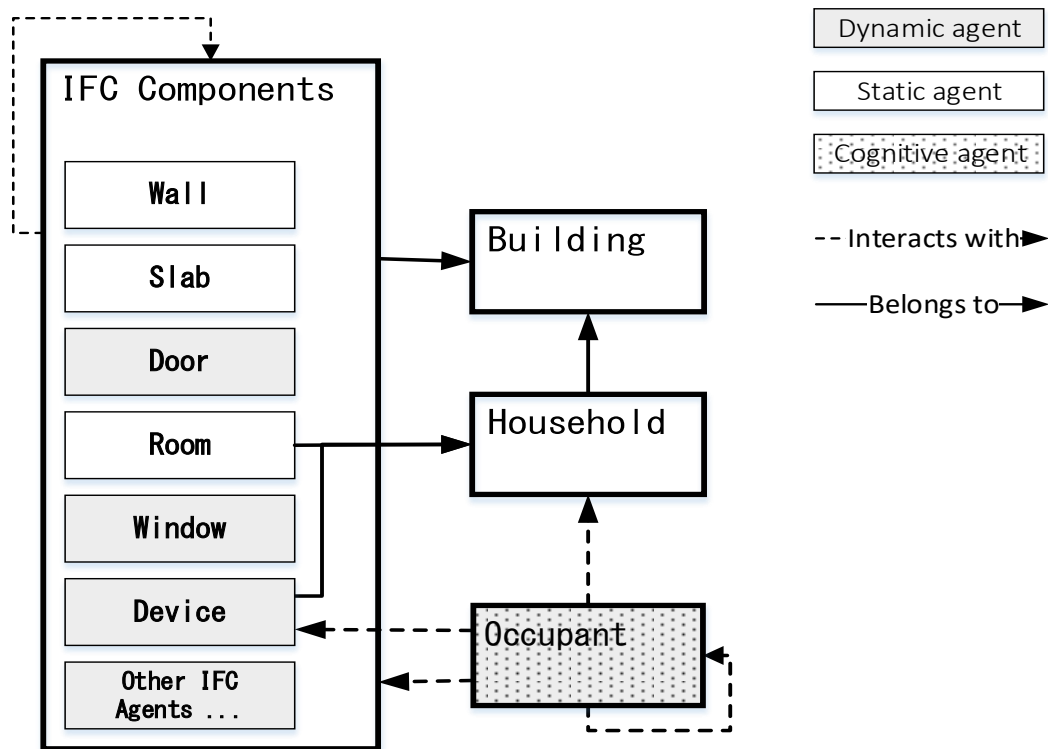 IFC Components
Wall
Slab
Door
Room
Window
Device
Other IFC
Agents ...
Building
Household
Occupant
Dynamic agent
Static agent
Cognitive agent
Interacts with
Belongs to